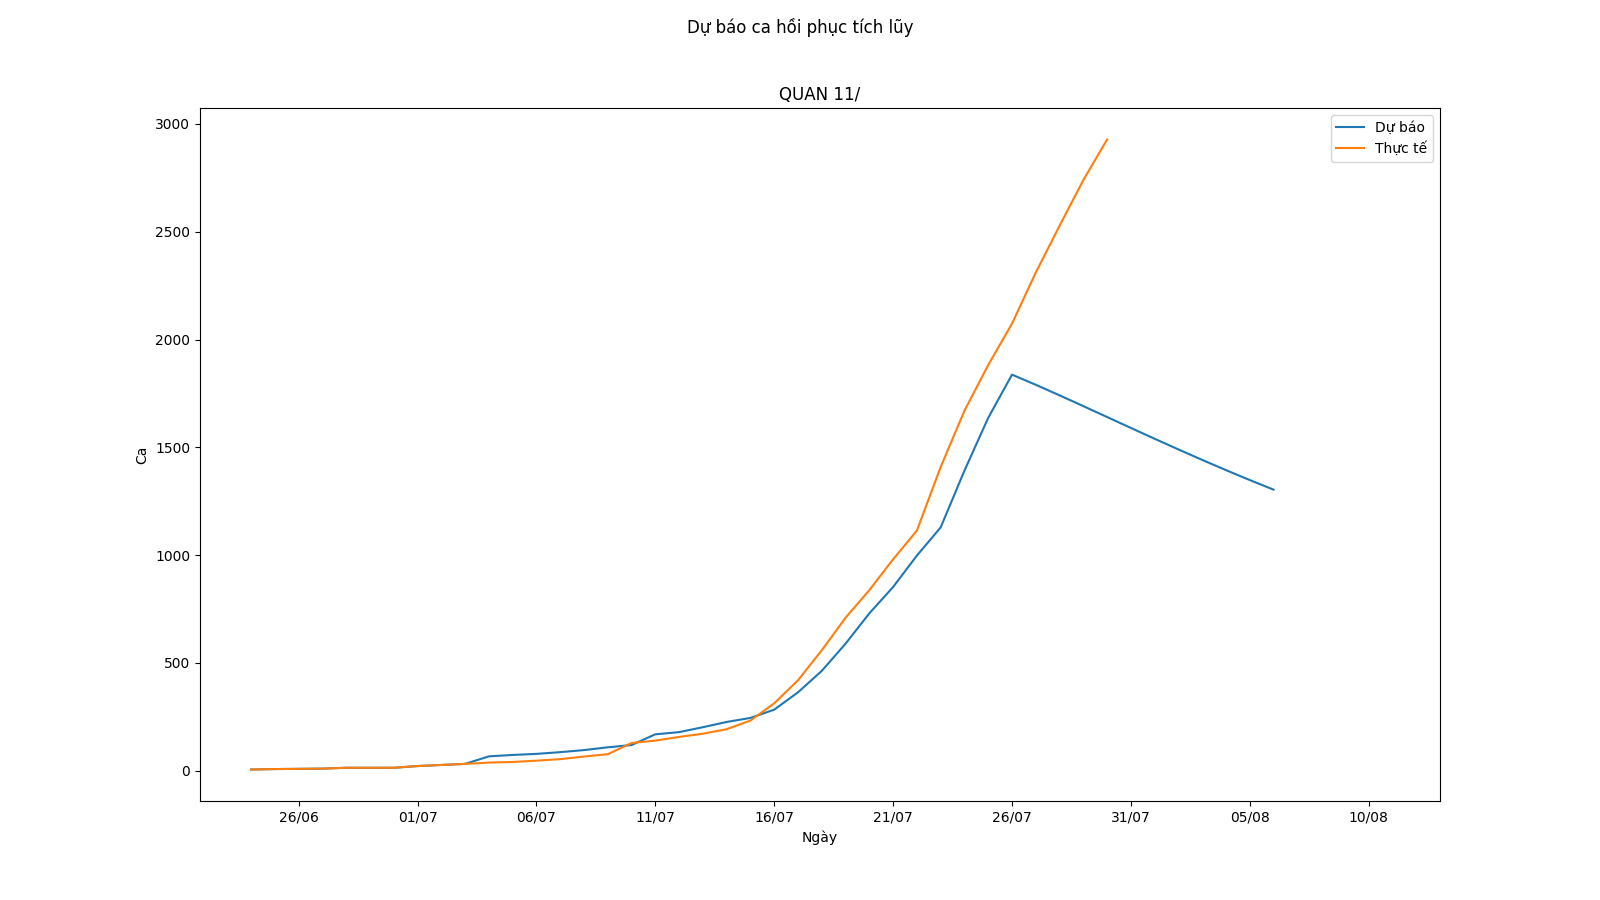 Dự báo ca hồi phục tích lũy
QUAN 11/
3000
2500
2000
1500
1000
500
0
Ca
Dự báo
Thực tế
26/06 01/07 06/07 11/07 16/07 21/07 26/07 31/07 05/08 10/08
Ngày